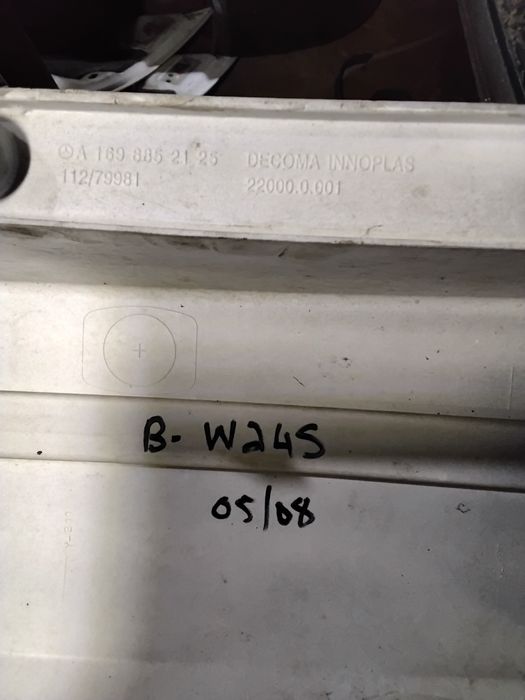 A 169 885 21 25 DECOMA INNOPLAS
112/79981 22000.0.001
B- W245
05/08